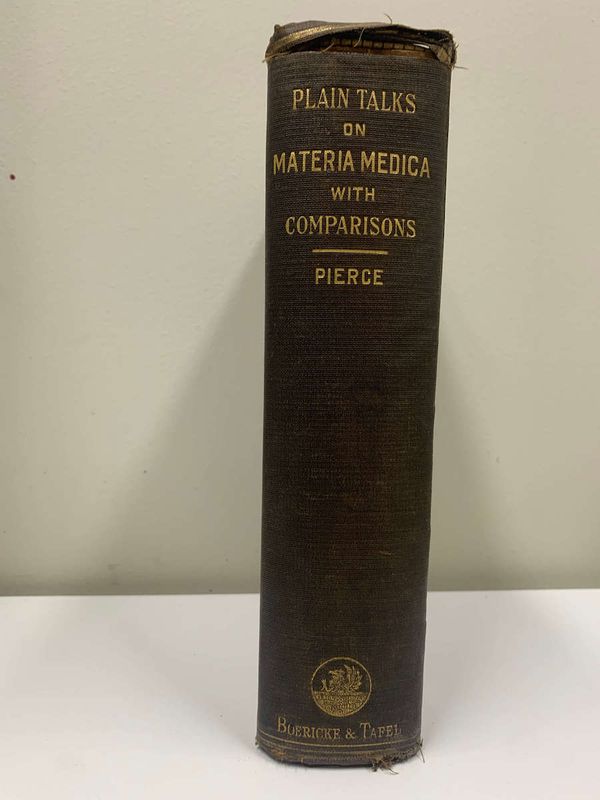 PLAIN TALKS
ON
MATERIA MEDICA
WITH
COMPARISONS
PIERCE
BOERICKE & TAFEL